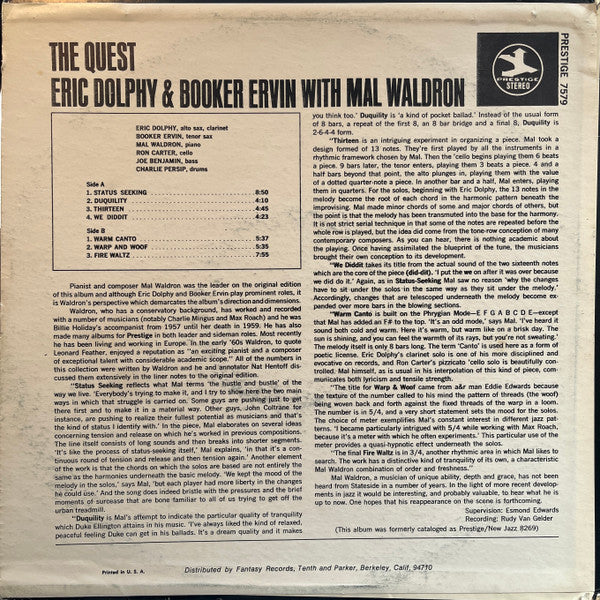 THE QUEST
ERIC DOLPHY & BOOKER ERVIN WITH MAL WALDRON
PRESTIGE
STEREO
PRESTIGE 7579
ERIC DOLPHY, alto sax, clarinet
BOOKER ERVIN, tenor sax
MAL WALDRON, piano
RON CARTER, cello
JOE BENJAMIN, bass
CHARLIE PERSIP, drums
Side A
1. STATUS SEEKING 8:50
2. DUQUILITY 4:10
3. THIRTEEN 4:45
4. WE DIDDIT 4:23
Side B
1. WARM CANTO 5:37
2. WARP AND WOOF 5:35
3. FIRE WALTZ 7:55
Pianist and composer Mal Waldron was the leader on the original edition
of this album and although Eric Dolphy and Booker Ervin play prominent roles, it
is Waldron's perspective which demarcates the album's direction and dimensions.
Waldron, who has a conservatory background, has worked and recorded
with a number of musicians (notably Charlie Mingus and Max Roach) and he was
Billie Holiday's accompanist from 1957 until her death in 1959. He has also
made many albums for Prestige in both leader and sideman roles. Most recently
he has been living and working in Europe. In the early '60s Waldron, to quote
Leonard Feather, enjoyed a reputation as "an exciting pianist and a composer
of exceptional talent with considerable academic scope." All of the numbers in
this collection were written by Waldron and he and annotator Nat Hentoff dis-
cussed them extensively in the liner notes to the original edition.
"Status Seeking reflects what Mal terms 'the hustle and bustle' of the
way we live. 'Everybody's trying to make it, and I try to show here the two main
ways in which that struggle is carried on. Some guys are pushing just to get
there first and to make it in a material way. Other guys, John Coltrane for
instance, are pushing to realize their fullest potential as musicians and that's
the kind of status I identify with.' In the piece, Mal elaborates on several ideas
concerning tension and release on which he's worked in previous compositions.
The line itself consists of long sounds and then breaks into shorter segments.
'It's like the process of status-seeking itself,' Mal explains, 'in that it's a con-
tinuous round of tension and release and then tension again.' Another element
of the work is that the chords on which the solos are based are not entirely the
same as the harmonies underneath the basic melody. 'We kept the mood of
the melody in the solos,' says Mal, 'but each player had more liberty in the changes
he could use.' And the song does indeed bristle with the pressures and the brief
moments of surcease that are bone familiar to all of us trying to get off the
urban treadmill.
"Duquility is Mal's attempt to indicate the particular quality of tranquility
which Duke Ellington attains in his music. 'I've always liked the kind of relaxed,
peaceful feeling Duke can get in his ballads. It's a dream quality and it makes
you think too.' Duquility is 'a kind of pocket ballad.' Instead of the usual form
of 8 bars, a repeat of the first 8, an 8 bar bridge and a final 8; Duquility is
2-6-4-4 form.
"Thirteen is an intriguing experiment in organizing a piece. Mal took a
design formed of 13 notes. They're first played by all the instruments in a
rhythmic framework chosen by Mal. Then the 'cello begins playing them 6 beats
a piece. 9 bars later, the tenor enters, playing them 3 beats a piece. 4 and a
half bars beyond that point, the alto plunges in, playing them with the value
of a dotted quarter-note a piece. In another bar and a half, Mal enters, playing
them in quarters. For the solos, beginning with Eric Dolphy, the 13 notes in the
melody become the root of each chord in the harmonic pattern beneath the
improvising. Mal made minor chords of some and major chords of others, but
the point is that the melody has been transmuted into the base for the harmony.
It is not strict serial technique in that some of the notes are repeated before the
whole row is played, but the idea did come from the tone-row conception of many
contemporary composers. As you can hear, there is nothing academic about
the playing. Once having assimilated the blueprint of the tune, the musicians
brought their own conception to its development.
"We Diddit takes its title from the actual sound of the two sixteenth notes
which are the core of the piece (did-dit). 'I put the we on after it was over because
we did do it.' Again, as in Status-Seeking Mal saw no reason 'why the changes
have to sit under the solos in the same way as they sit under the melody.'
Accordingly, changes that are telescoped underneath the melody become ex-
panded over more bars in the blowing sections.
"Warm Canto is built on the Phrygian Mode—E F G A B C D E—except
that Mal has added an F♯ to the top. 'It's an odd mode,' says Mal. 'I've heard it
sound both cold and warm. Here it's warm, but warm like on a brisk day. The
sun is shining, and you can feel the warmth of its rays, but you're not sweating.'
The melody itself is only 8 bars long. The term 'Canto' is used here as a form of
poetic license. Eric Dolphy's clarinet solo is one of his more disciplined and
evocative on records, and Ron Carter's pizzicato 'cello solo is beautifully con-
trolled. Mal himself, as is usual in his interpolation of this kind of piece, com-
municates both lyricism and tensile strength.
"The title for Warp & Woof came from a&r man Eddie Edwards because
the texture of the number called to his mind the pattern of threads (the woof)
being woven back and forth against the fixed threads of the warp in a loom.
The number is in 5/4, and a very short statement sets the mood for the solos.
The choice of meter exemplifies Mal's constant interest in different jazz pat-
terns. 'I became particularly intrigued with 5/4 while working with Max Roach,
because it's a meter with which he often experiments.' This particular use of the
meter provides a quasi-hypnotic effect underneath the solos.
"The final Fire Waltz is in 3/4, another rhythmic area in which Mal likes to
search. The work has a distinctive kind of tranquility of its own, a characteristic
Mal Waldron combination of order and freshness."
Mal Waldron, a musician of unique ability, depth and grace, has not been
heard from Stateside in a number of years. In the light of more recent develop-
ments in jazz it would be interesting, and probably valuable, to hear what he is
up to now. One hopes that his reappearance on the scene is forthcoming.
Supervision: Esmond Edwards
Recording: Rudy Van Gelder
(This album was formerly cataloged as Prestige/New Jazz 8269)
Printed in U. S. A.
Distributed by Fantasy Records, Tenth and Parker, Berkeley, Calif, 94710